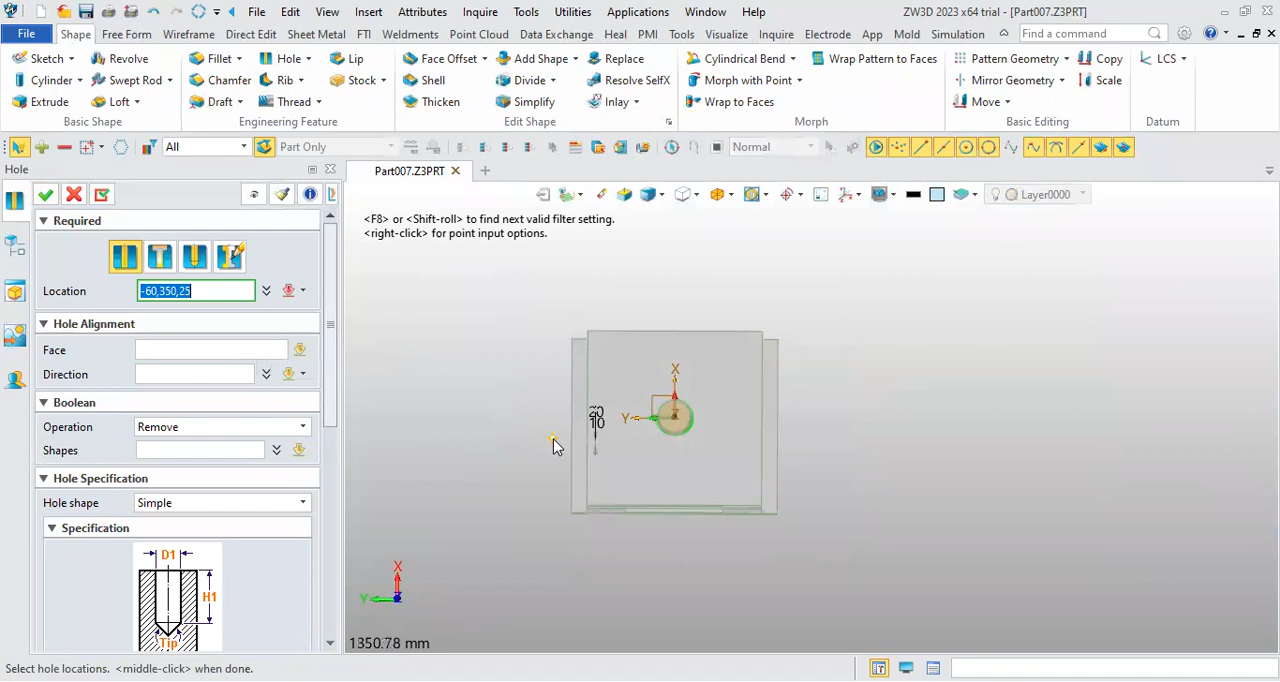 File Edit View Insert Attributes Inquire Tools Utilities Applications Window Help ZW3D 2023 x64 trial - [Part007.Z3PRT]
File Shape Free Form Wireframe Direct Edit Sheet Metal FTI Weldments Point Cloud Data Exchange Heal PMI Tools Visualize Inquire Electrode App Mold Simulation Find a command
Sketch Revolve Fillet Hole Lip Face Offset Add Shape Replace Cylindrical Bend Wrap Pattern to Faces Pattern Geometry Copy LCS
Cylinder Swept Rod Chamfer Rib Stock Shell Divide Resolve SelfX Morph with Point Mirror Geometry Scale
Extrude Loft Draft Thread Thicken Simplify Inlay Wrap to Faces Move
Basic Shape Engineering Feature Edit Shape Morph Basic Editing Datum
All Part Only Normal
Hole Part007.Z3PRT
Layer0000
<F8> or <Shift-roll> to find next valid filter setting.
<right-click> for point input options.
Required
Location -60,350,25
Hole Alignment
Face
Direction
Boolean
Operation Remove
Shapes
Hole Specification
Hole shape Simple
Specification
D1
H1
Tip
X
Y
20
10
X
Y
1350.78 mm
Select hole locations. <middle-click> when done.